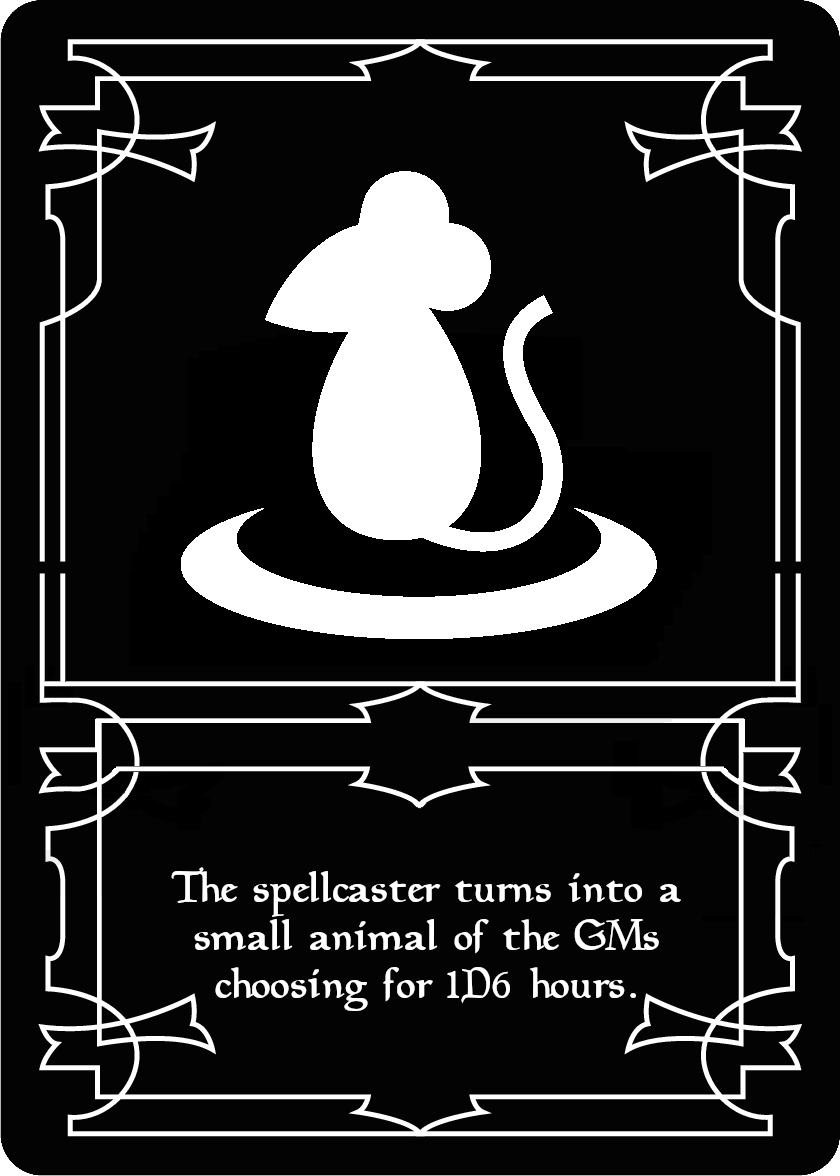 The spellcaster turns into a
small animal of the GMs
choosing for 1D6 hours.